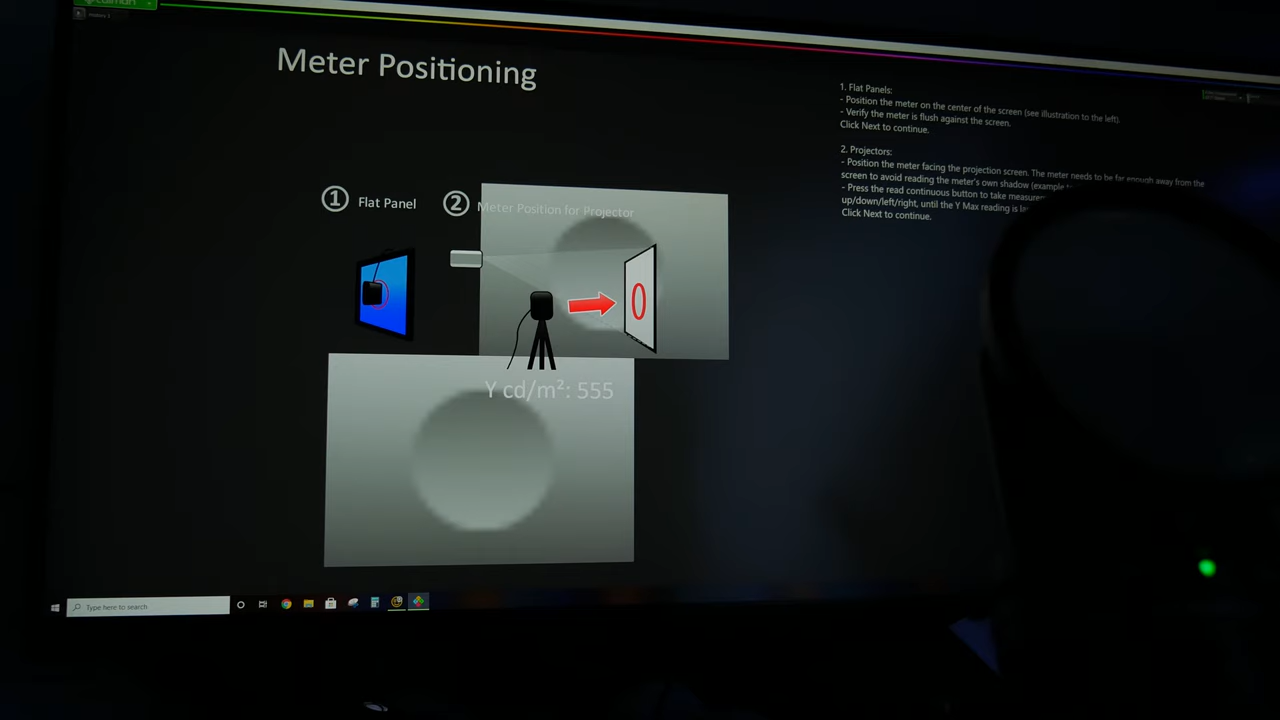 calman
History 1
Meter Positioning
1. Flat Panels:
- Position the meter on the center of the screen (see illustration to the left).
- Verify the meter is flush against the screen.
Click Next to continue.
2. Projectors:
- Position the meter facing the projection screen. The meter needs to be far enough away from the
screen to avoid reading the meter's own shadow (example
- Press the read continuous button to take
up/down/left/right, until the Y Max reading is
Click Next to continue.
1 Flat Panel
2 Meter Position for Projector
0
Y cd/m²: 555
Type here to search